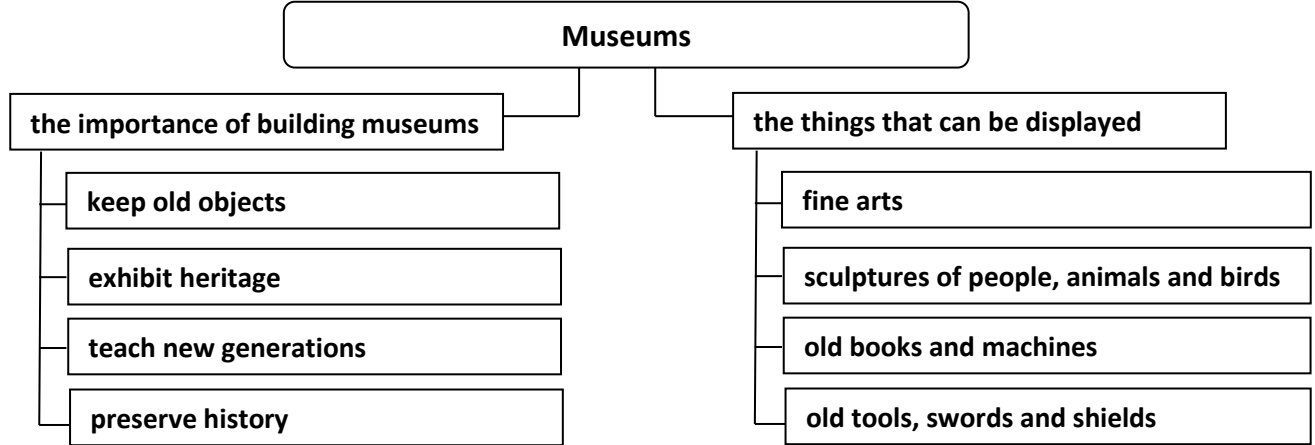 Museums
the importance of building museums
keep old objects
exhibit heritage
teach new generations
preserve history
the things that can be displayed
fine arts
sculptures of people, animals and birds
old books and machines
old tools, swords and shields